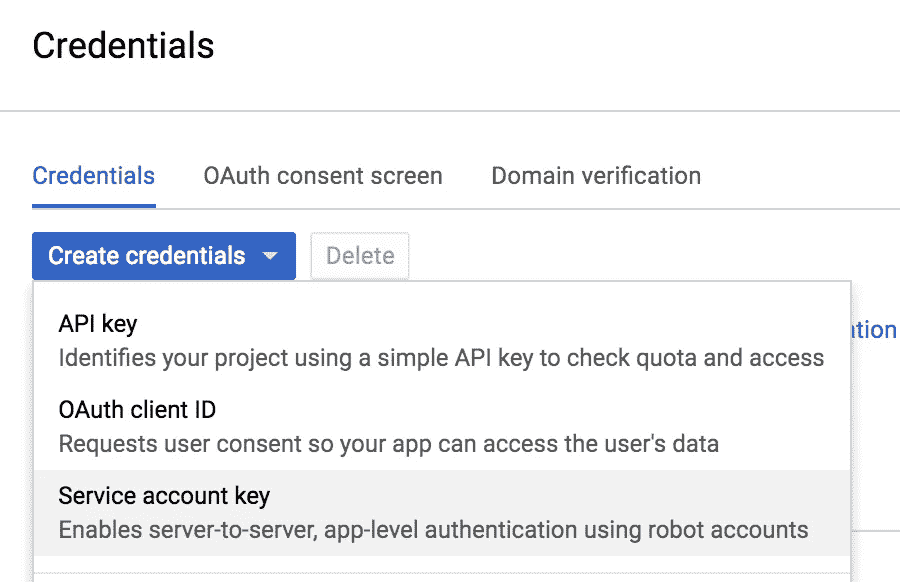 Credentials
Credentials OAuth consent screen Domain verification
Create credentials Delete
API key
Identifies your project using a simple API key to check quota and access
OAuth client ID
Requests user consent so your app can access the user's data
Service account key
Enables server-to-server, app-level authentication using robot accounts